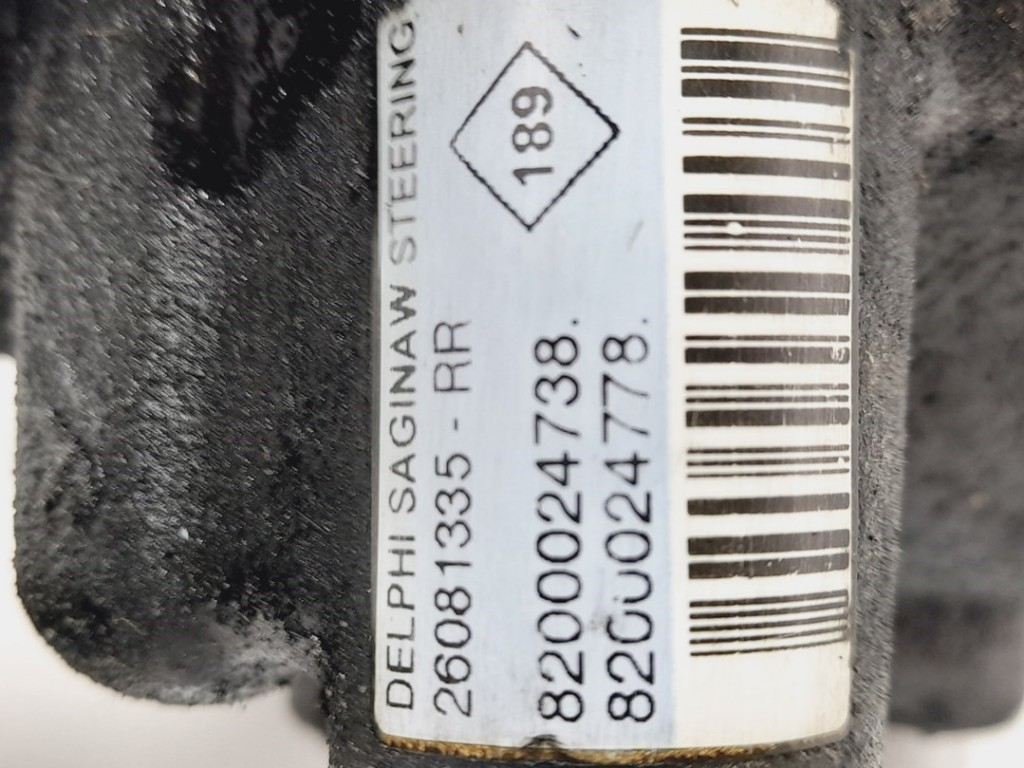 DELPHI SAGINAW STEERING
26081335 - RR
189
8200024738.
8200024778.